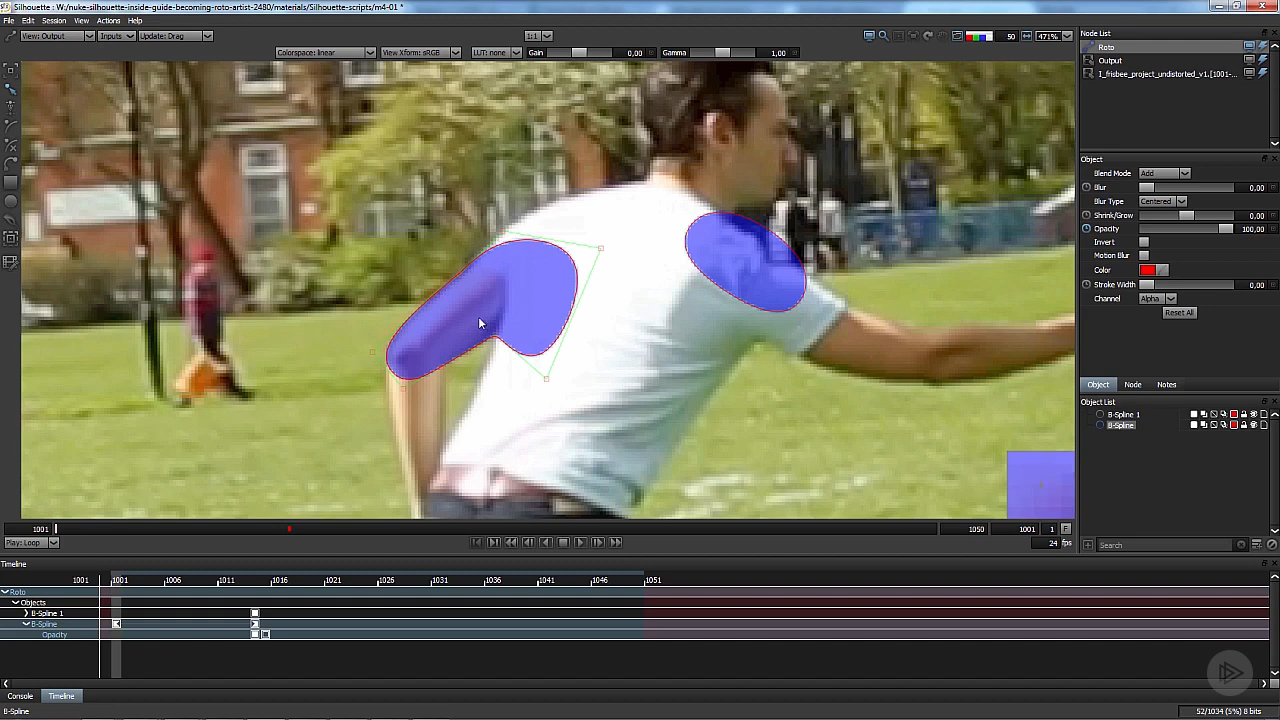 Silhouette : W:/nuke-silhouette-inside-guide-becoming-roto-artist-2480/materials/Silhouette-scripts/m4-01 *
File Edit Session View Actions Help
View: Output Inputs Update: Drag 1:1 50 471%
Colorspace: linear View Xform: sRGB LUT: none Gain 0,00 Gamma 1,00
Node List
Roto
Output
1_frisbee_project_undistorted_v1.[1001-...
Object
Blend Mode Add
Blur 0,00
Blur Type Centered
Shrink/Grow 0,00
Opacity 100,00
Invert
Motion Blur
Color
Stroke Width 0,00
Channel Alpha
Reset All
Object Node Notes
Object List
B-Spline 1
B-Spline
1001 1050 1001 1 F
Play: Loop 24 fps
Search
Timeline
1001 1001 1006 1011 1016 1021 1026 1031 1036 1041 1046 1051
Roto
Objects
B-Spline 1
B-Spline
Opacity
Console Timeline
B-Spline 52/1034 (5%) 8 bits